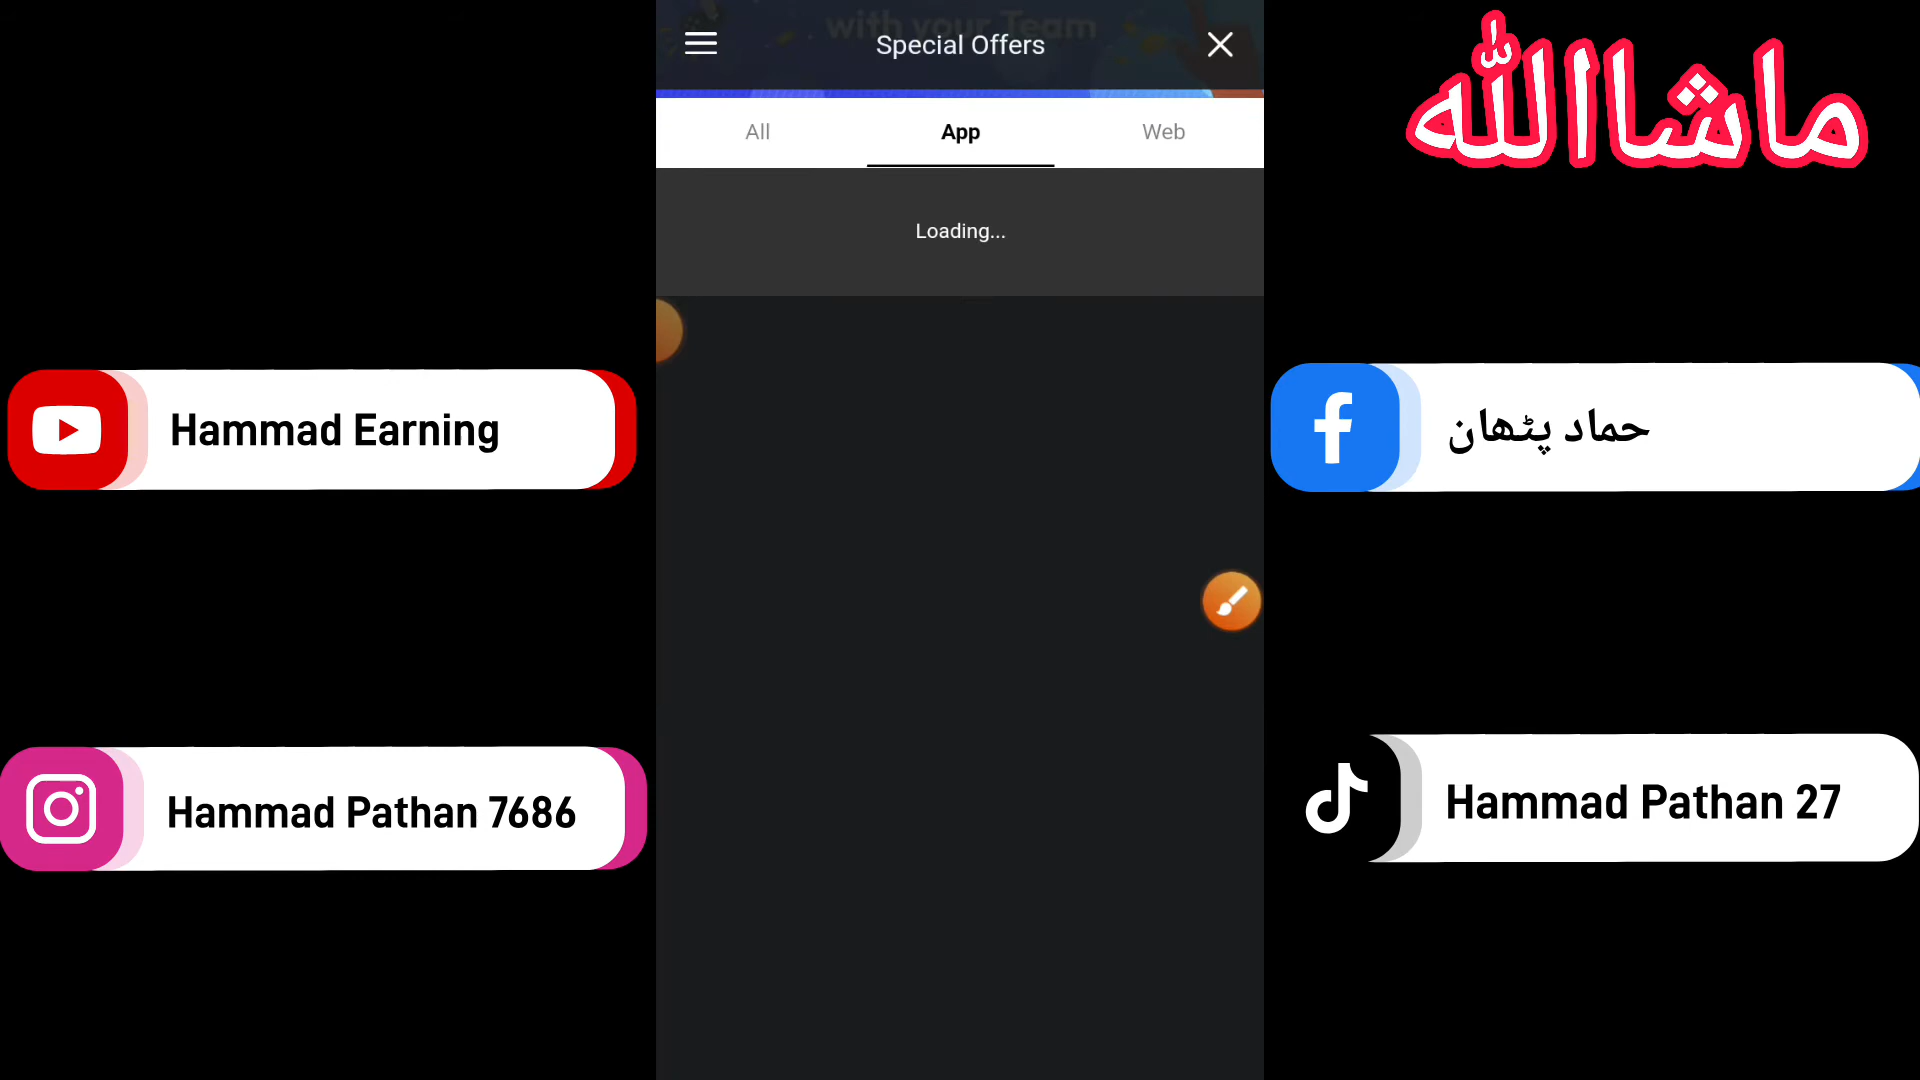 with your Team
Special Offers
ماشاالله
All
App
Web
Loading...
Hammad Earning
حماد پٹھان
Hammad Pathan 7686
Hammad Pathan 27